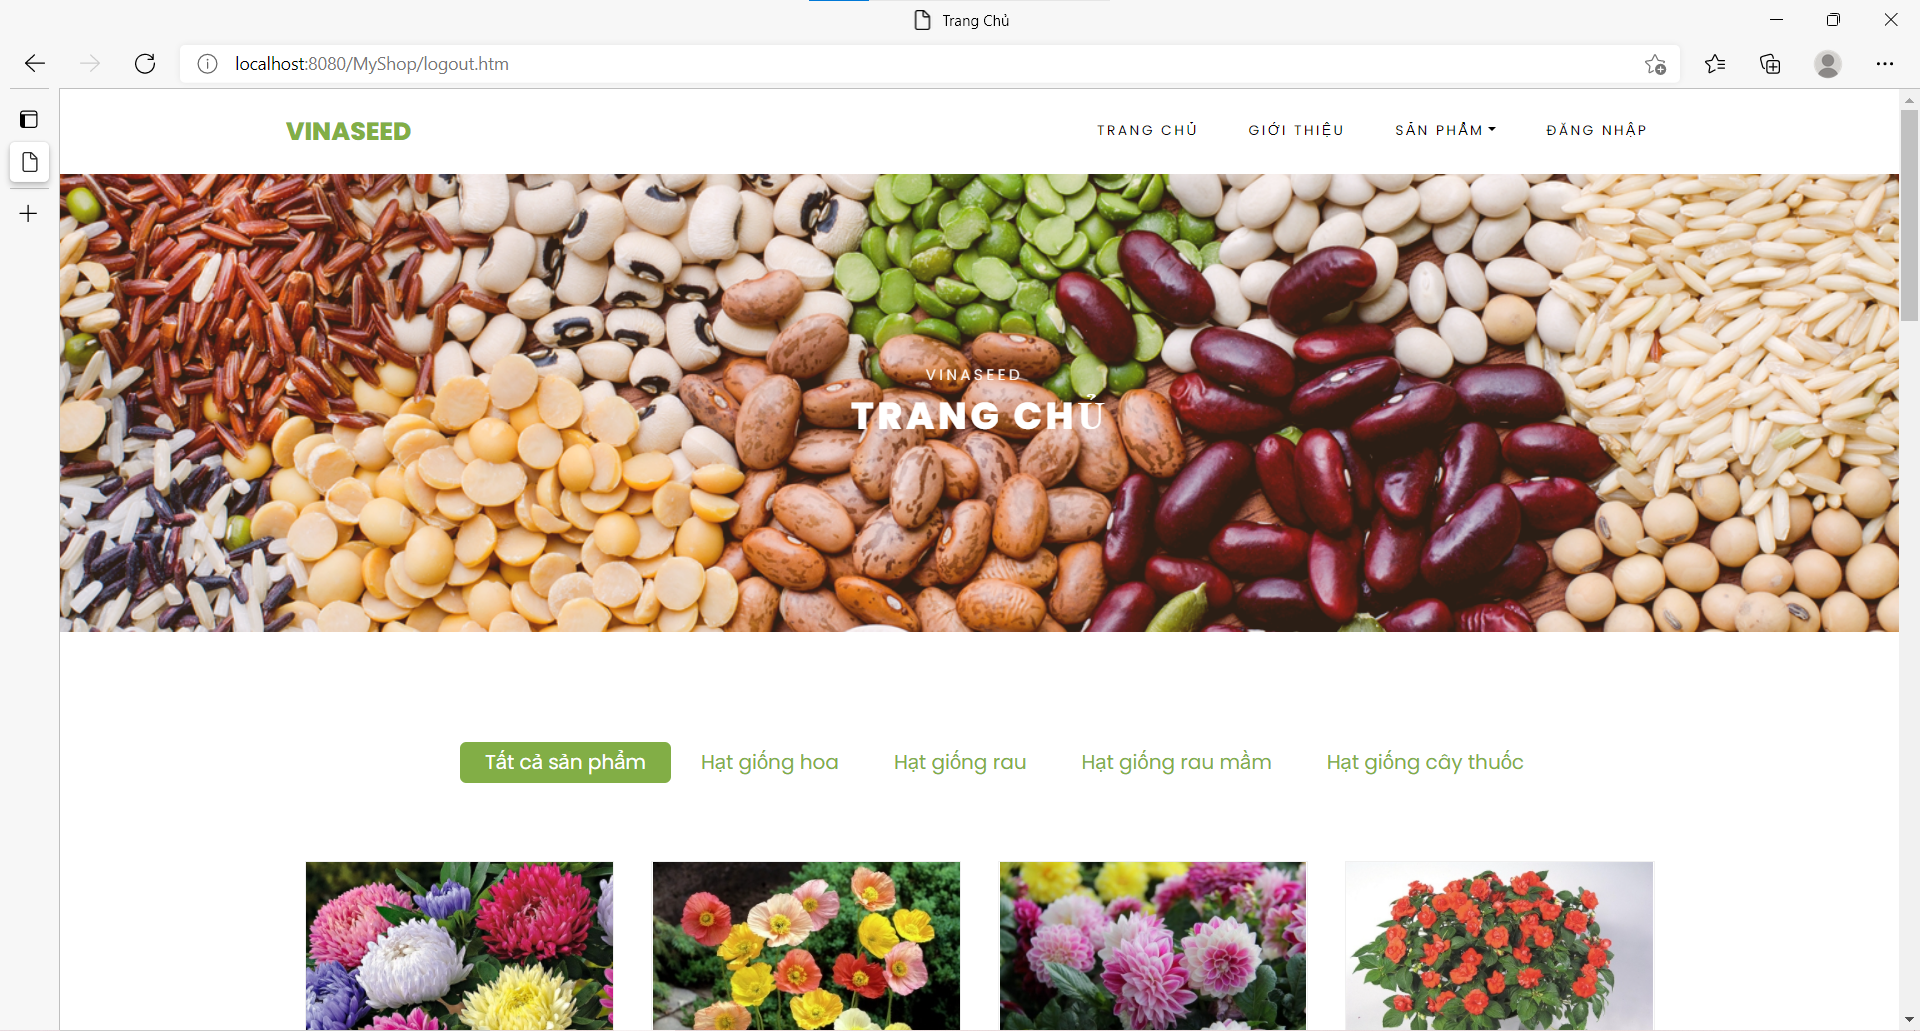 Trang Chủ
localhost:8080/MyShop/logout.htm
VINASEED
TRANG CHỦ
GIỚI THIỆU
SẢN PHẨM
ĐĂNG NHẬP
VINASEED
TRANG CHỦ
Tất cả sản phẩm
Hạt giống hoa
Hạt giống rau
Hạt giống rau mầm
Hạt giống cây thuốc